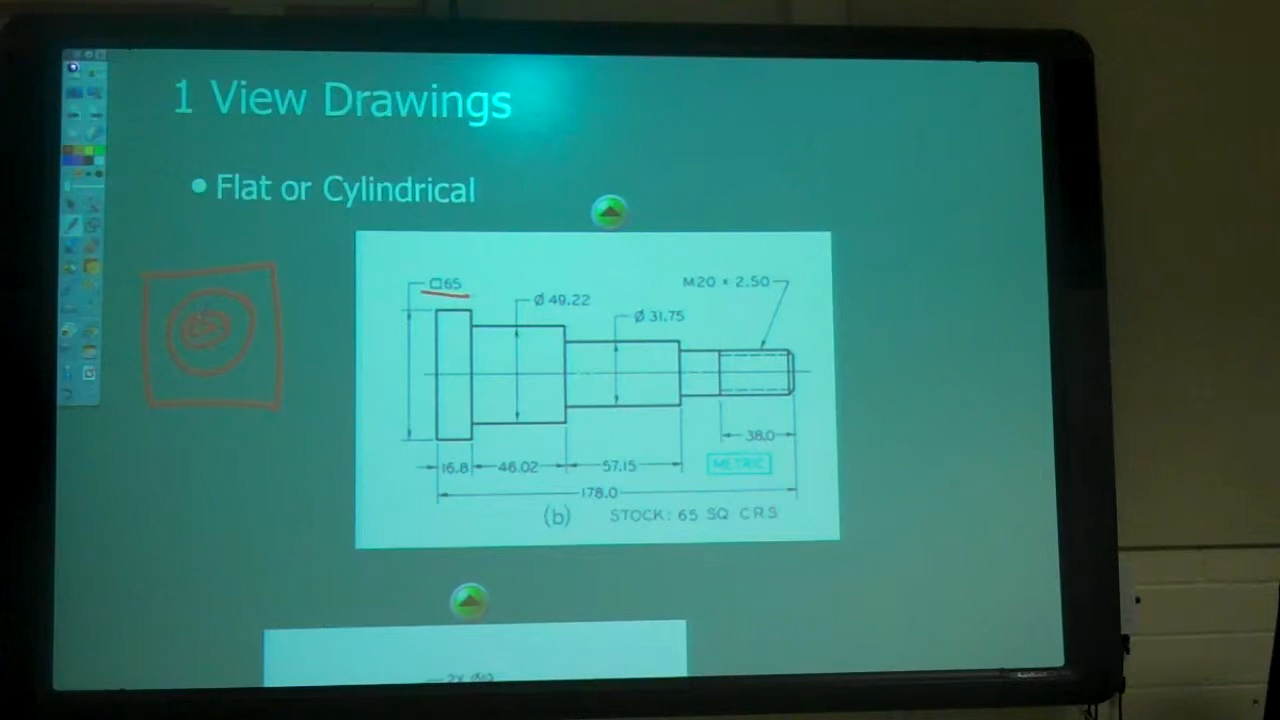 1 View Drawings
• Flat or Cylindrical
□65
M20 × 2.50
Ø 49.22
Ø 31.75
38.0
16.8
46.02
57.15
METRIC
178.0
(b)
STOCK: 65 SQ CRS